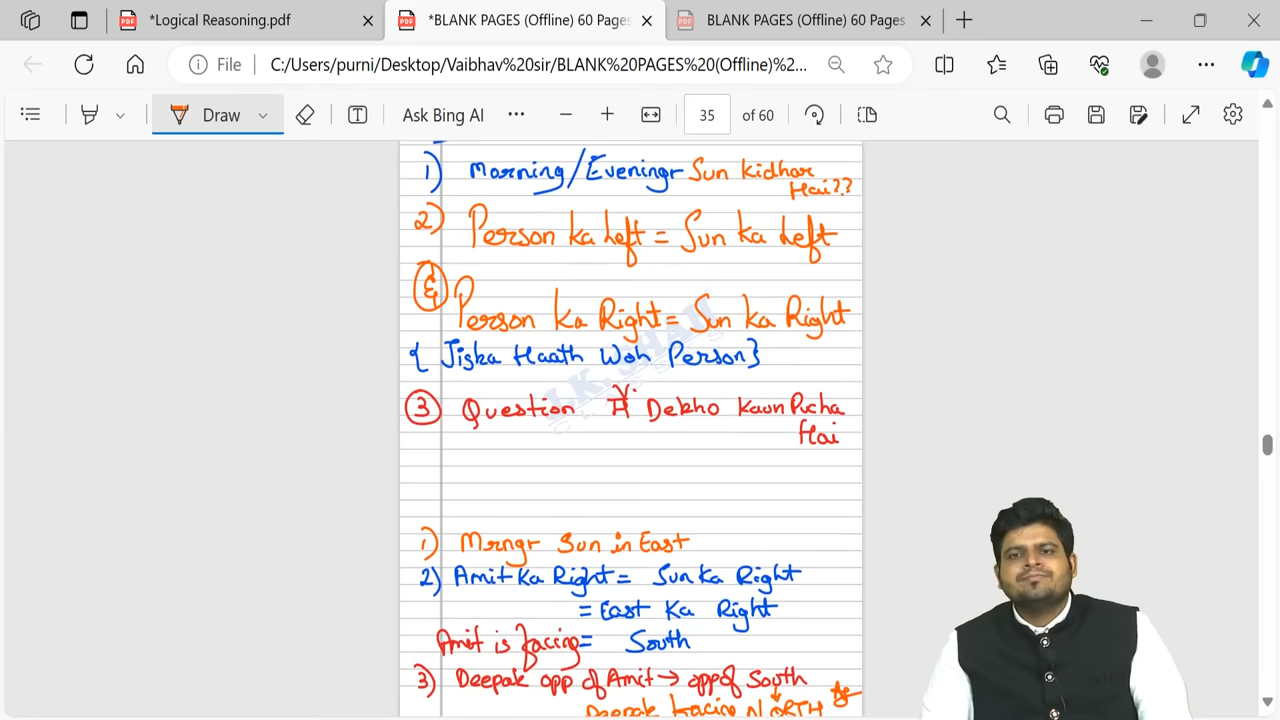 *Logical Reasoning.pdf
*BLANK PAGES (Offline) 60 Pages
BLANK PAGES (Offline) 60 Pages
File
C:/Users/purni/Desktop/Vaibhav%20sir/BLANK%20PAGES%20(Offline)%2...
Draw
Ask Bing AI
35 of 60
1) Morning/Evening Sun Kidhar
Hai??
2) Person ka Left = Sun ka Left
& Person ka Right = Sun ka Right
{ Jiska Haath Woh Person}
I.K. SHAH
3 Question में Dekho Kaun Pucha
Hai
1) Mrng Sun in East
2) Amit Ka Right = Sun ka Right
= East Ka Right
Amit is facing = South
3) Deepak opp of Amit → opp of South
Deepak facing NORTH